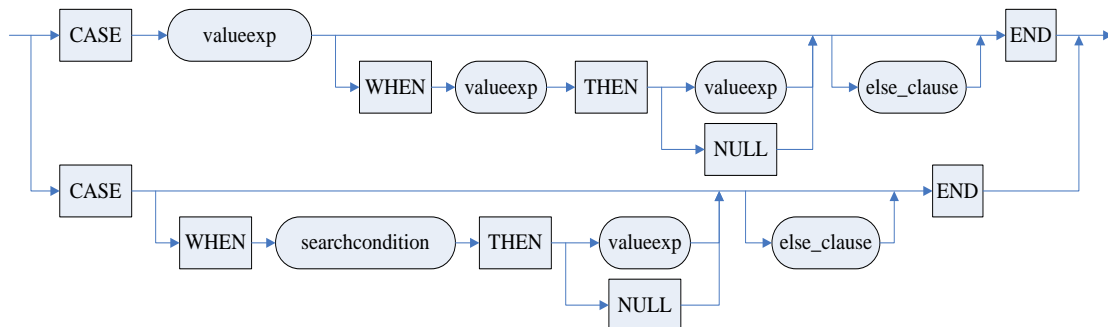 CASE valueexp END
WHEN valueexp THEN valueexp else_clause
NULL
CASE END
WHEN searchcondition THEN valueexp else_clause
NULL